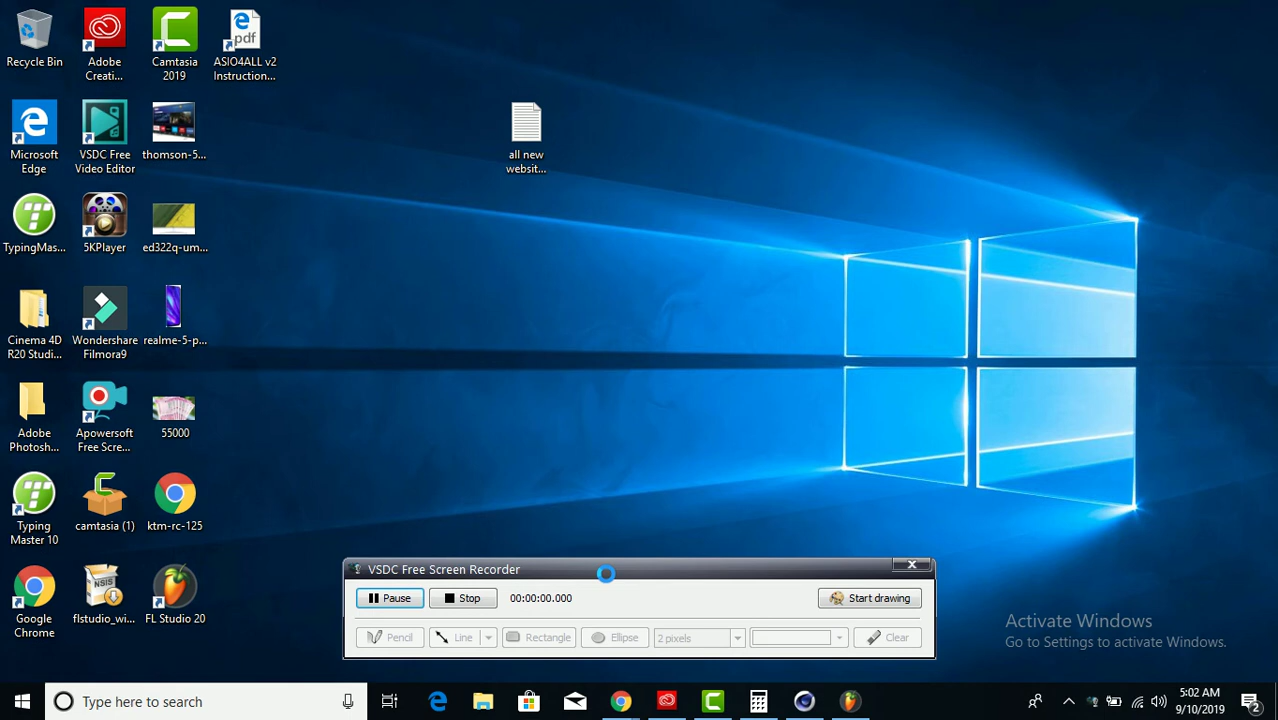 Recycle Bin
Adobe
Creati...
Camtasia
2019
pdf
ASIO4ALL v2
Instruction...
Microsoft
Edge
VSDC Free
Video Editor
thomson-5...
all new
websit...
TypingMas...
5KPlayer
ed322q-um...
Cinema 4D
R20 Studi...
Wondershare
Filmora9
realme-5-p...
Adobe
Photosh...
Apowersoft
Free Scre...
55000
Typing
Master 10
camtasia (1)
ktm-rc-125
Google
Chrome
NSIS
flstudio_wi...
FL Studio 20
VSDC Free Screen Recorder
Pause
Stop
00:00:00.000
Start drawing
Pencil
Line
Rectangle
Ellipse
2 pixels
Clear
Activate Windows
Go to Settings to activate Windows.
Type here to search
5:02 AM
9/10/2019
2